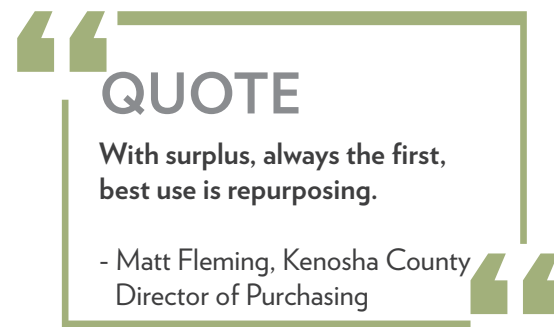 QUOTE
With surplus, always the first,
best use is repurposing.
- Matt Fleming, Kenosha County
Director of Purchasing